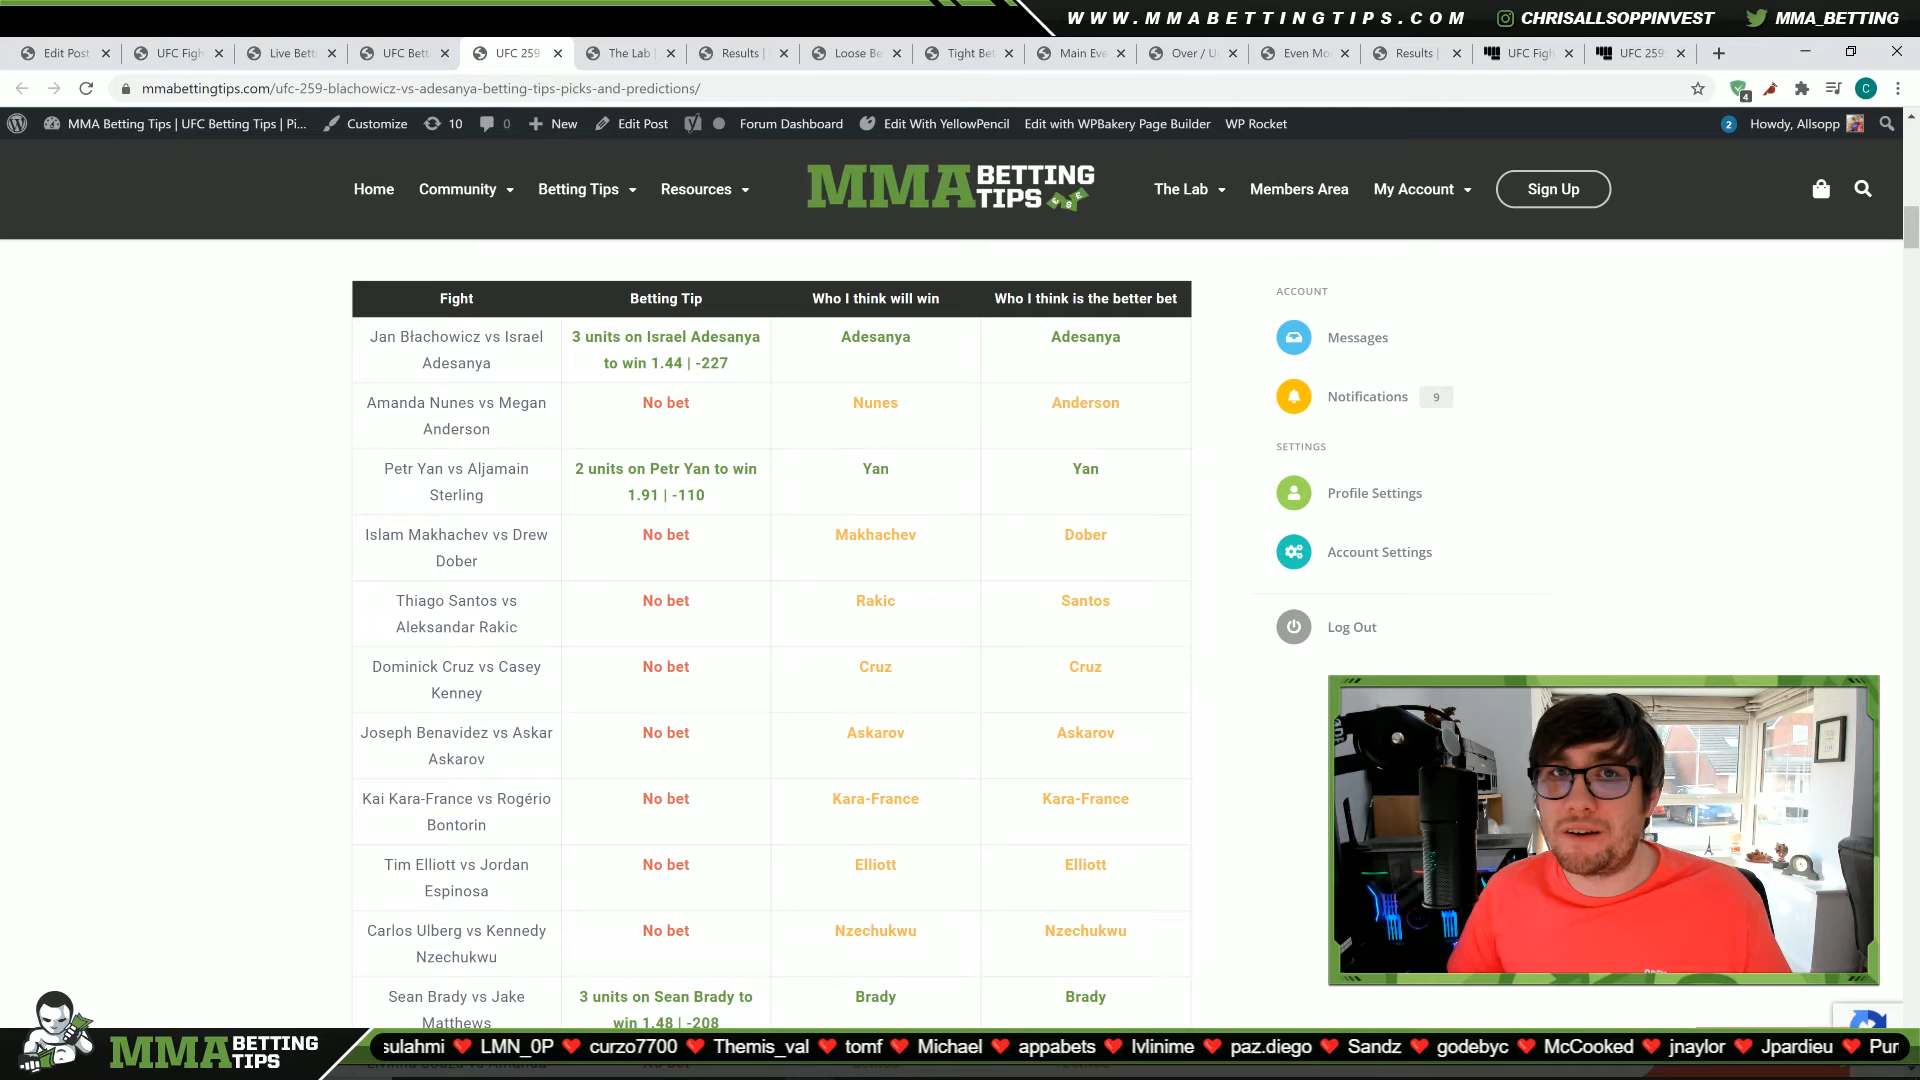 WWW.MMABETTINGTIPS.COM CHRISALLSOPPINVEST MMA_BETTING
Edit Post UFC Figh Live Bett UFC Betti UFC 259 The Lab | Results | Loose Be Tight Bet Main Eve Over / U Even Mo Results | UFC Figh UFC 259
mmabettingtips.com/ufc-259-blachowicz-vs-adesanya-betting-tips-picks-and-predictions/ 4 C
MMA Betting Tips | UFC Betting Tips | Pi... Customize 10 0 New Edit Post Forum Dashboard Edit With YellowPencil Edit with WPBakery Page Builder WP Rocket 2 Howdy, Allsopp
Home Community Betting Tips Resources MMA BETTING TIPS The Lab Members Area My Account Sign Up
Fight Betting Tip Who I think will win Who I think is the better bet
Jan Błachowicz vs Israel Adesanya 3 units on Israel Adesanya to win 1.44 | -227 Adesanya Adesanya
Amanda Nunes vs Megan Anderson No bet Nunes Anderson
Petr Yan vs Aljamain Sterling 2 units on Petr Yan to win 1.91 | -110 Yan Yan
Islam Makhachev vs Drew Dober No bet Makhachev Dober
Thiago Santos vs Aleksandar Rakic No bet Rakic Santos
Dominick Cruz vs Casey Kenney No bet Cruz Cruz
Joseph Benavidez vs Askar Askarov No bet Askarov Askarov
Kai Kara-France vs Rogério Bontorin No bet Kara-France Kara-France
Tim Elliott vs Jordan Espinosa No bet Elliott Elliott
Carlos Ulberg vs Kennedy Nzechukwu No bet Nzechukwu Nzechukwu
Sean Brady vs Jake Matthews 3 units on Sean Brady to win 1.48 | -208 Brady Brady
ACCOUNT
Messages
Notifications 9
SETTINGS
Profile Settings
Account Settings
Log Out
MMA BETTING TIPS
sulahmi LMN_0P curzo7700 Themis_val tomf Michael appabets lvlinime paz.diego Sandz godebyc McCooked jnaylor Jpardieu Pur